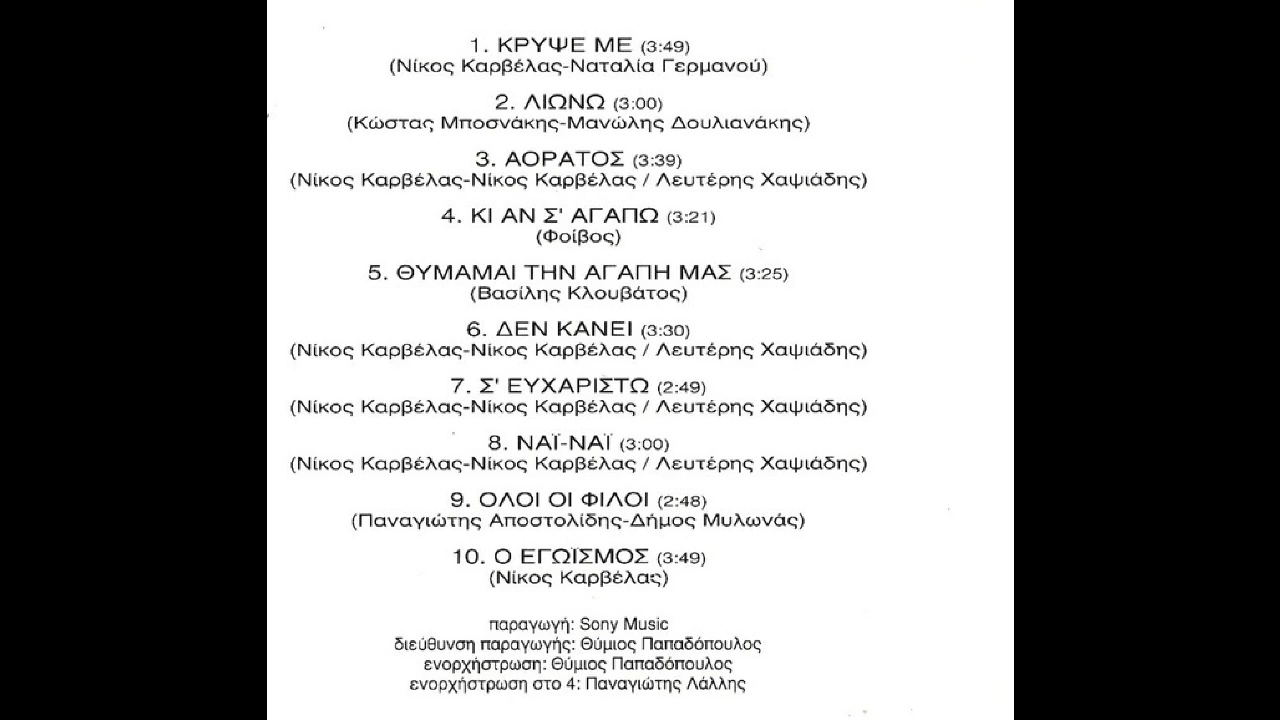 1. ΚΡΥΨΕ ΜΕ (3:49)
(Νίκος Καρβέλας-Ναταλία Γερμανού)
2. ΛΙΩΝΩ (3:00)
(Κώστας Μποσνάκης-Μανώλης Δουλιανάκης)
3. ΑΟΡΑΤΟΣ (3:39)
(Νίκος Καρβέλας-Νίκος Καρβέλας / Λευτέρης Χαψιάδης)
4. ΚΙ ΑΝ Σ' ΑΓΑΠΩ (3:21)
(Φοίβος)
5. ΘΥΜΑΜΑΙ ΤΗΝ ΑΓΑΠΗ ΜΑΣ (3:25)
(Βασίλης Κλουβάτος)
6. ΔΕΝ ΚΑΝΕΙ (3:30)
(Νίκος Καρβέλας-Νίκος Καρβέλας / Λευτέρης Χαψιάδης)
7. Σ' ΕΥΧΑΡΙΣΤΩ (2:49)
(Νίκος Καρβέλας-Νίκος Καρβέλας / Λευτέρης Χαψιάδης)
8. ΝΑΪ-ΝΑΪ (3:00)
(Νίκος Καρβέλας-Νίκος Καρβέλας / Λευτέρης Χαψιάδης)
9. ΟΛΟΙ ΟΙ ΦΙΛΟΙ (2:48)
(Παναγιώτης Αποστολίδης-Δήμος Μυλωνάς)
10. Ο ΕΓΩΪΣΜΟΣ (3:49)
(Νίκος Καρβέλας)
παραγωγή: Sony Music
διεύθυνση παραγωγής: Θύμιος Παπαδόπουλος
ενορχήστρωση: Θύμιος Παπαδόπουλος
ενορχήστρωση στο 4: Παναγιώτης Λάλλης